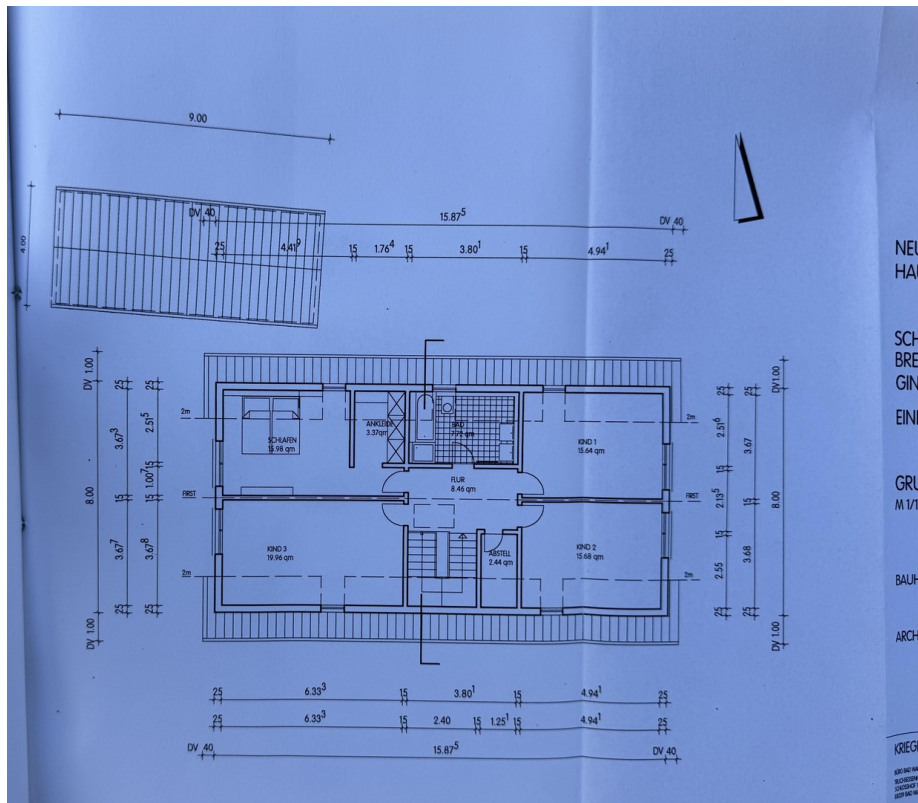 9.00
4.00
DV 40
15.87⁵
DV 40
25
4.41⁹
15
1.76⁴
15
3.80¹
15
4.94¹
25
NEU
HAU
SCH
BRE
GIN
EIN
GRU
M 1/1
BAUH
ARCH
KRIEGE
DV 1.00
25
25
3.67³
2.51⁵
15
1.00⁷
15
15
8.00
3.67⁷
3.67⁸
25
25
DV 1.00
2m
FIRST
2m
SCHLAFEN
15.98 qm
ANKLEIDE
3.37qm
BAD
7.72 qm
KIND 1
15.64 qm
FLUR
8.46 qm
KIND 3
19.96 qm
ABSTELL
2.44 qm
KIND 2
15.68 qm
2m
FIRST
2m
DV 1.00
25
25
2.51⁶
3.67
15
2.13⁵
15
8.00
15
2.55
3.68
25
25
DV 1.00
25
6.33³
15
3.80¹
15
4.94¹
25
25
6.33³
15
2.40
15
1.25¹
15
4.94¹
25
DV 40
15.87⁵
DV 40